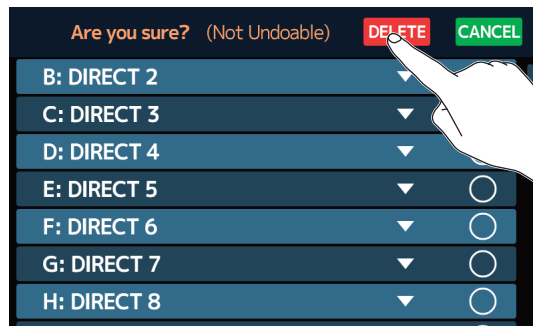 Are you sure? (Not Undoable) DELETE CANCEL
B: DIRECT 2
C: DIRECT 3
D: DIRECT 4
E: DIRECT 5
F: DIRECT 6
G: DIRECT 7
H: DIRECT 8